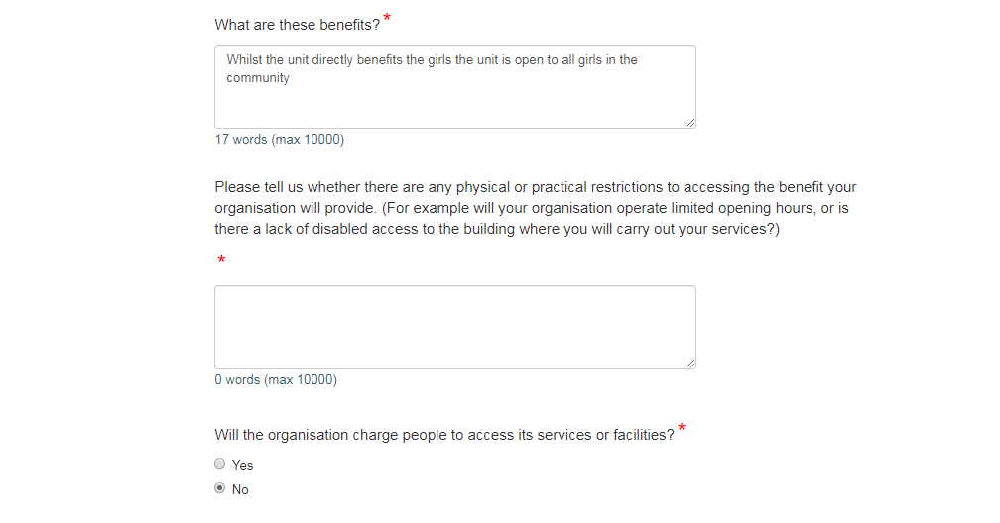 What are these benefits? *
Whilst the unit directly benefits the girls the unit is open to all girls in the
community
17 words (max 10000)
Please tell us whether there are any physical or practical restrictions to accessing the benefit your
organisation will provide. (For example will your organisation operate limited opening hours, or is
there a lack of disabled access to the building where you will carry out your services?)
*
0 words (max 10000)
Will the organisation charge people to access its services or facilities? *
Yes
No